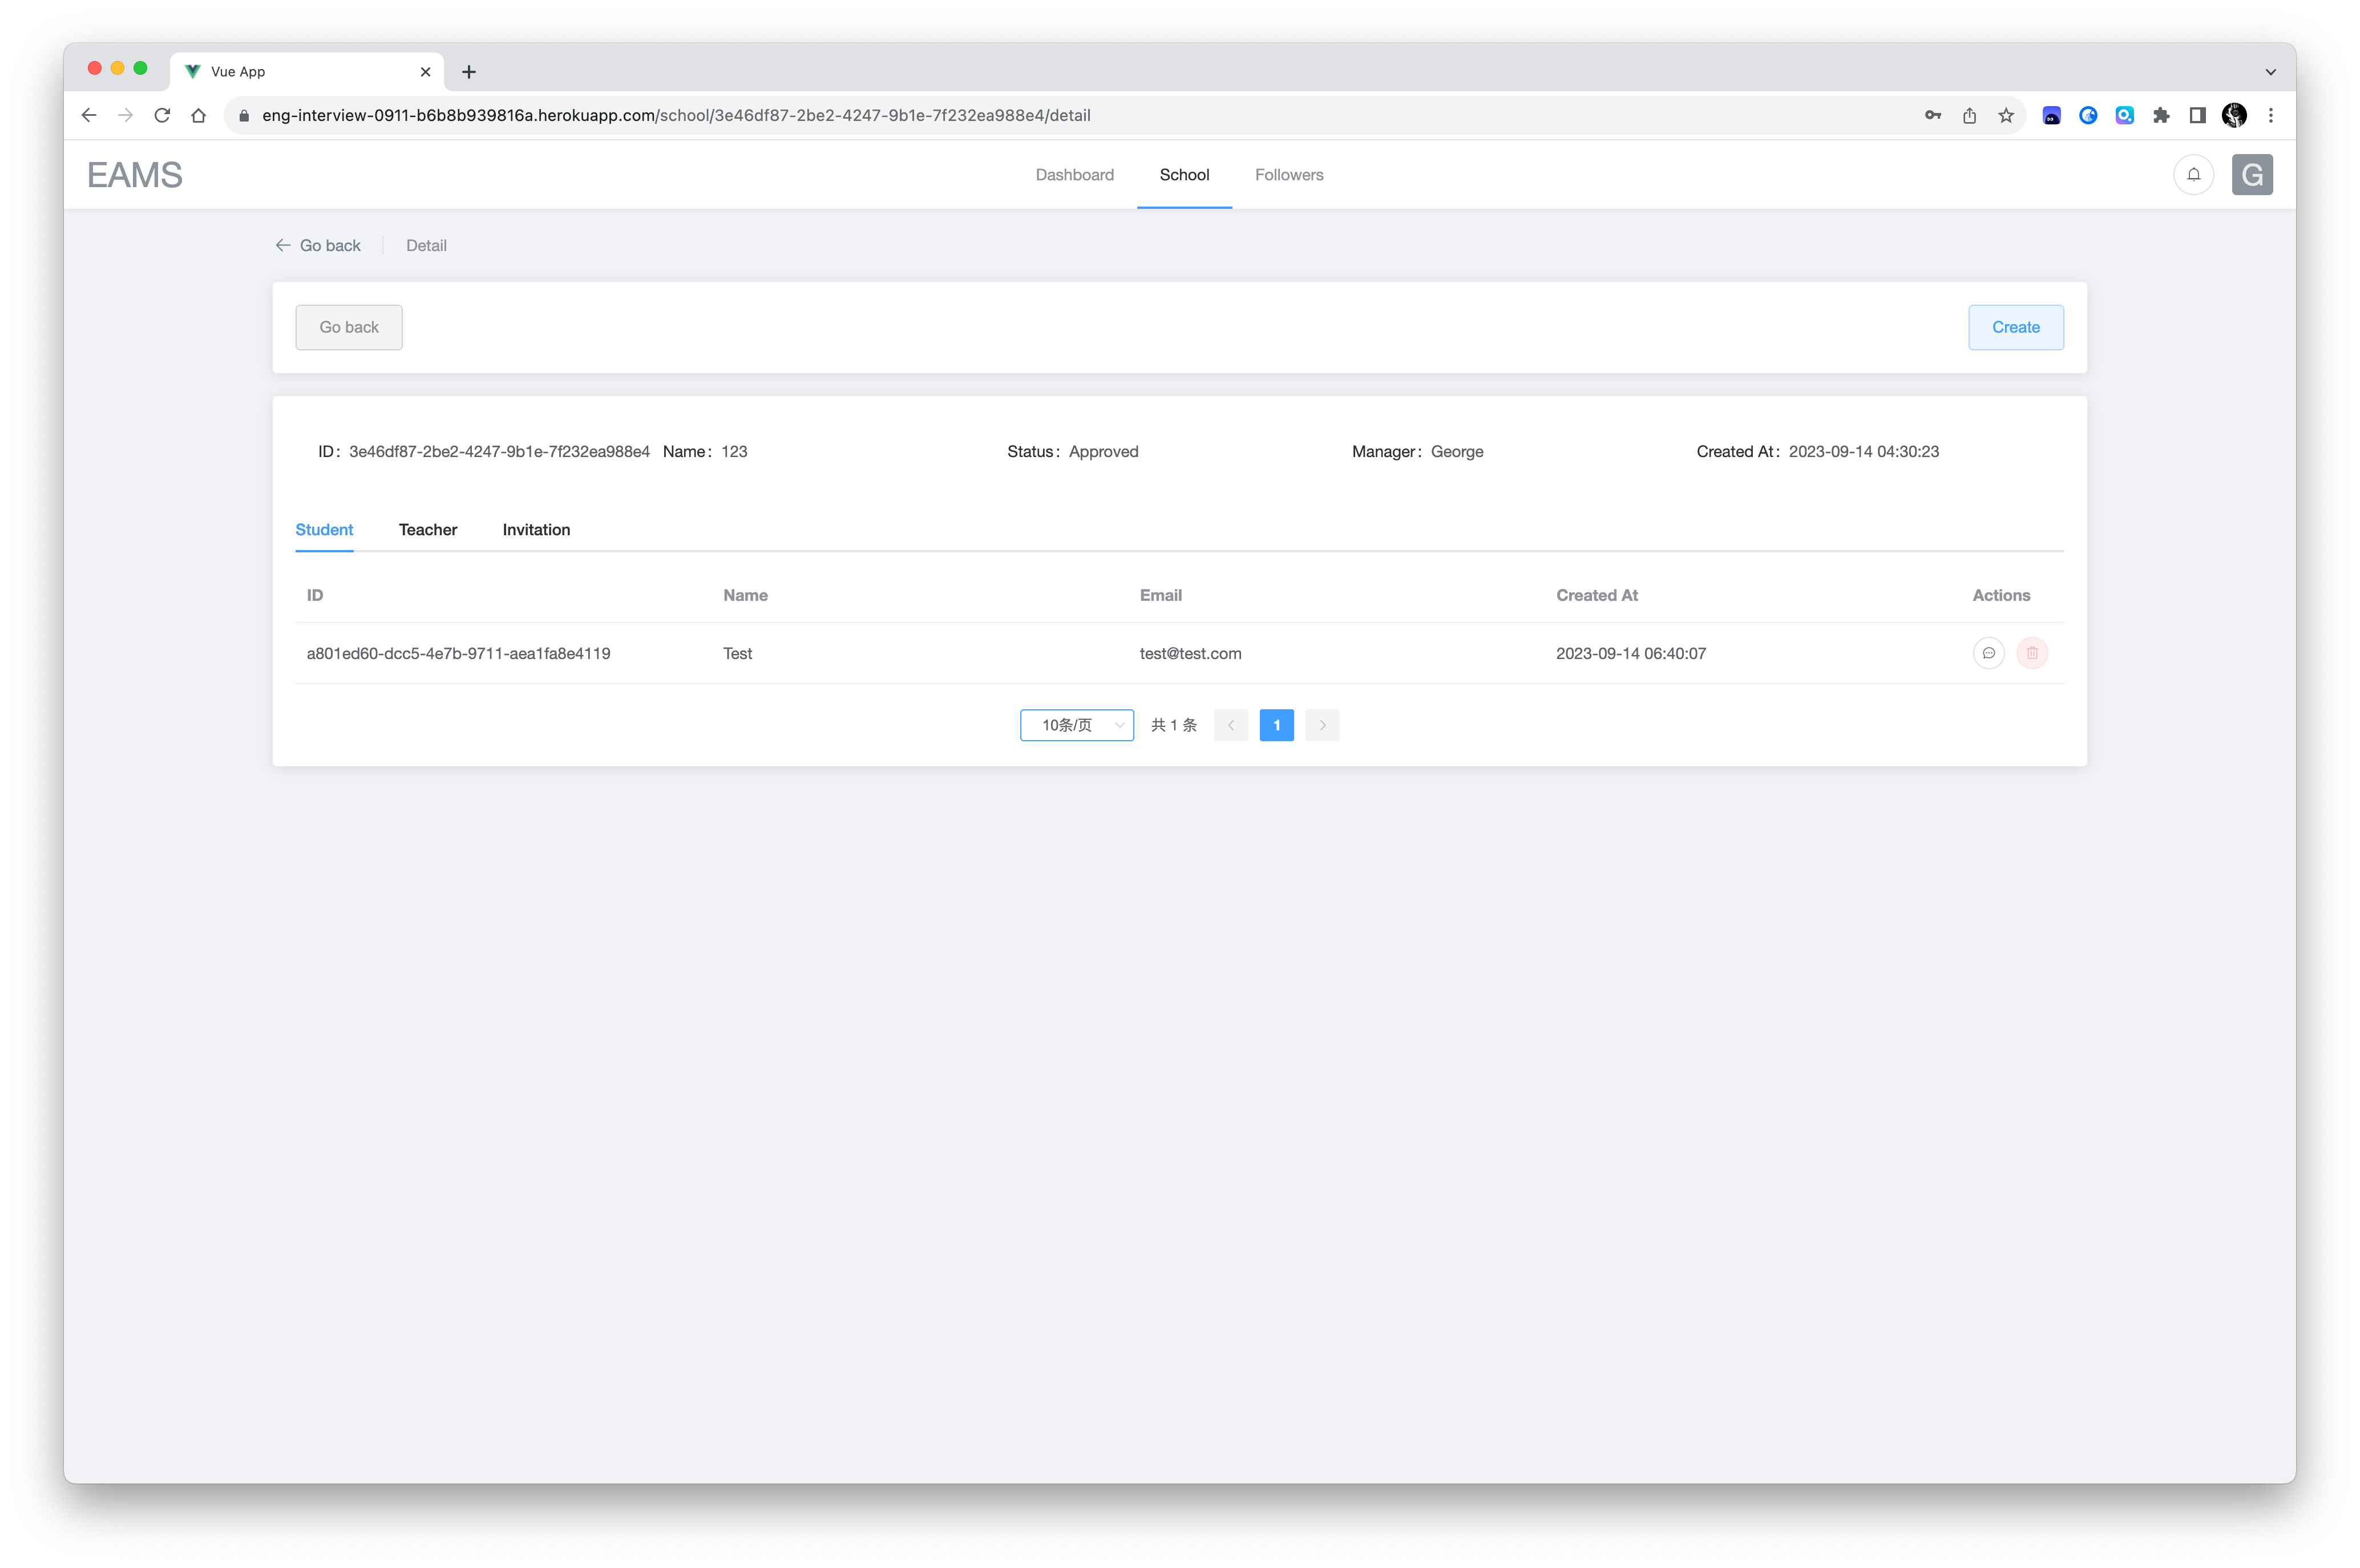 Vue App
eng-interview-0911-b6b8b939816a.herokuapp.com/school/3e46df87-2be2-4247-9b1e-7f232ea988e4/detail
EAMS Dashboard School Followers G
Go back Detail
Go back Create
ID: 3e46df87-2be2-4247-9b1e-7f232ea988e4 Name: 123 Status: Approved Manager: George Created At: 2023-09-14 04:30:23
Student Teacher Invitation
ID Name Email Created At Actions
a801ed60-dcc5-4e7b-9711-aea1fa8e4119 Test test@test.com 2023-09-14 06:40:07
10条/页 共 1 条 1